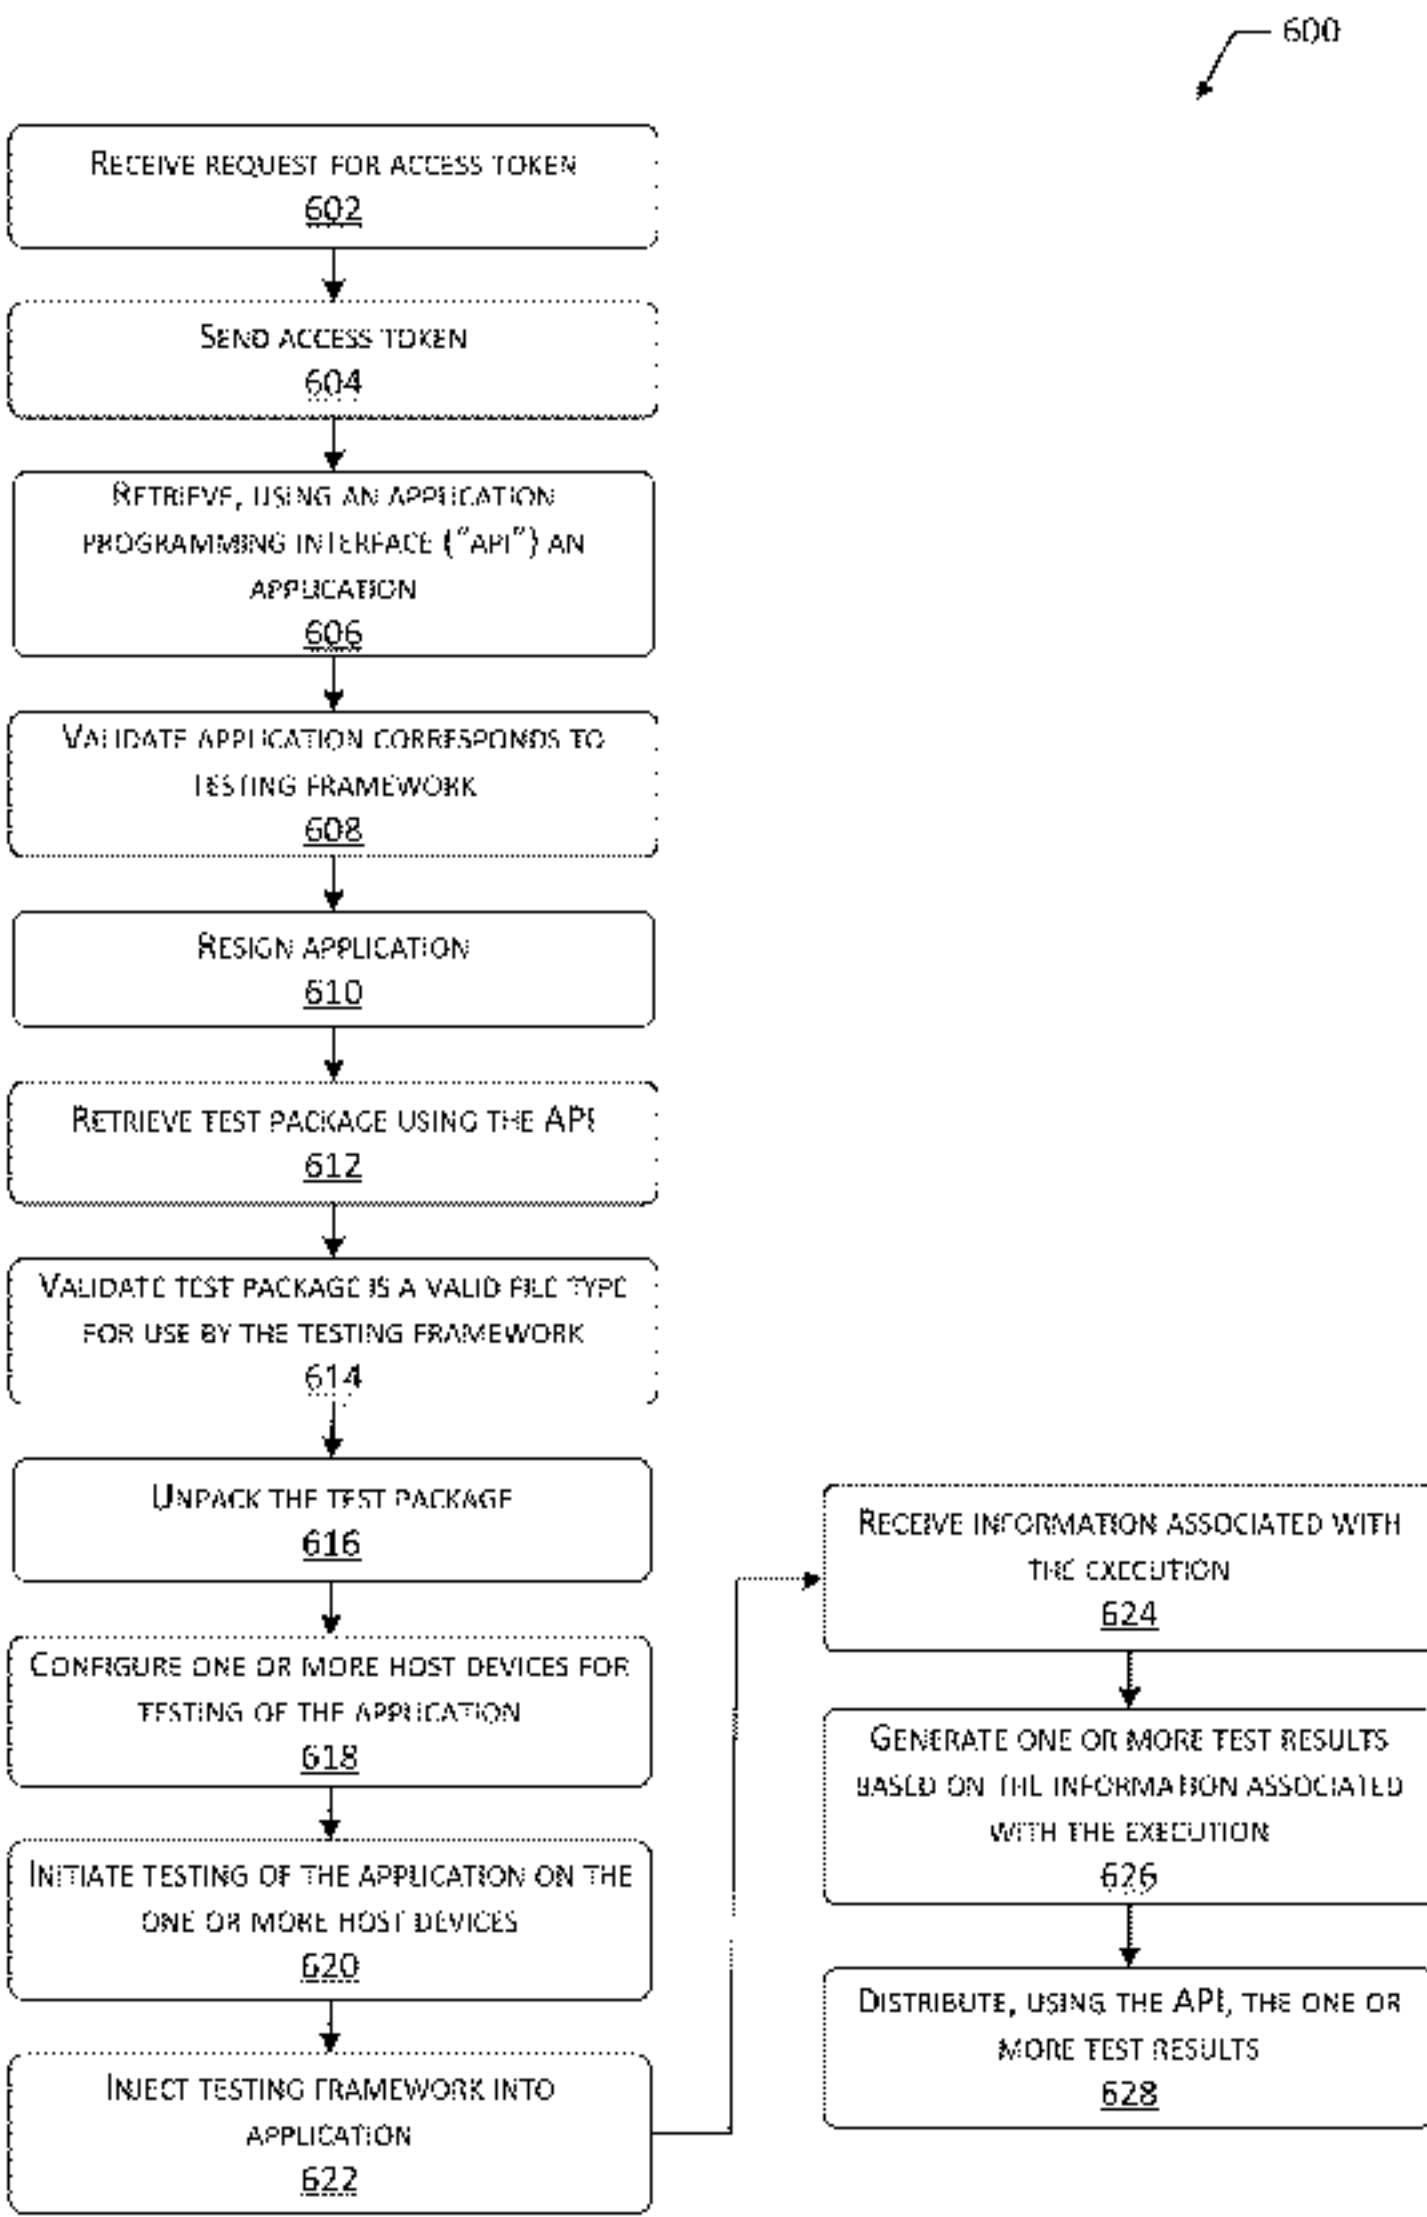 600
RECEIVE REQUEST FOR ACCESS TOKEN
602
SEND ACCESS TOKEN
604
RETRIEVE, USING AN APPLICATION
PROGRAMMING INTERFACE ("API") AN
APPLICATION
606
VALIDATE APPLICATION CORRESPONDS TO
TESTING FRAMEWORK
608
RESIGN APPLICATION
610
RETRIEVE TEST PACKAGE USING THE API
612
VALIDATE TEST PACKAGE IS A VALID FILE TYPE
FOR USE BY THE TESTING FRAMEWORK
614
UNPACK THE TEST PACKAGE
616
CONFIGURE ONE OR MORE HOST DEVICES FOR
TESTING OF THE APPLICATION
618
INITIATE TESTING OF THE APPLICATION ON THE
ONE OR MORE HOST DEVICES
620
INJECT TESTING FRAMEWORK INTO
APPLICATION
622
RECEIVE INFORMATION ASSOCIATED WITH
THE EXECUTION
624
GENERATE ONE OR MORE TEST RESULTS
BASED ON THE INFORMATION ASSOCIATED
WITH THE EXECUTION
626
DISTRIBUTE, USING THE API, THE ONE OR
MORE TEST RESULTS
628